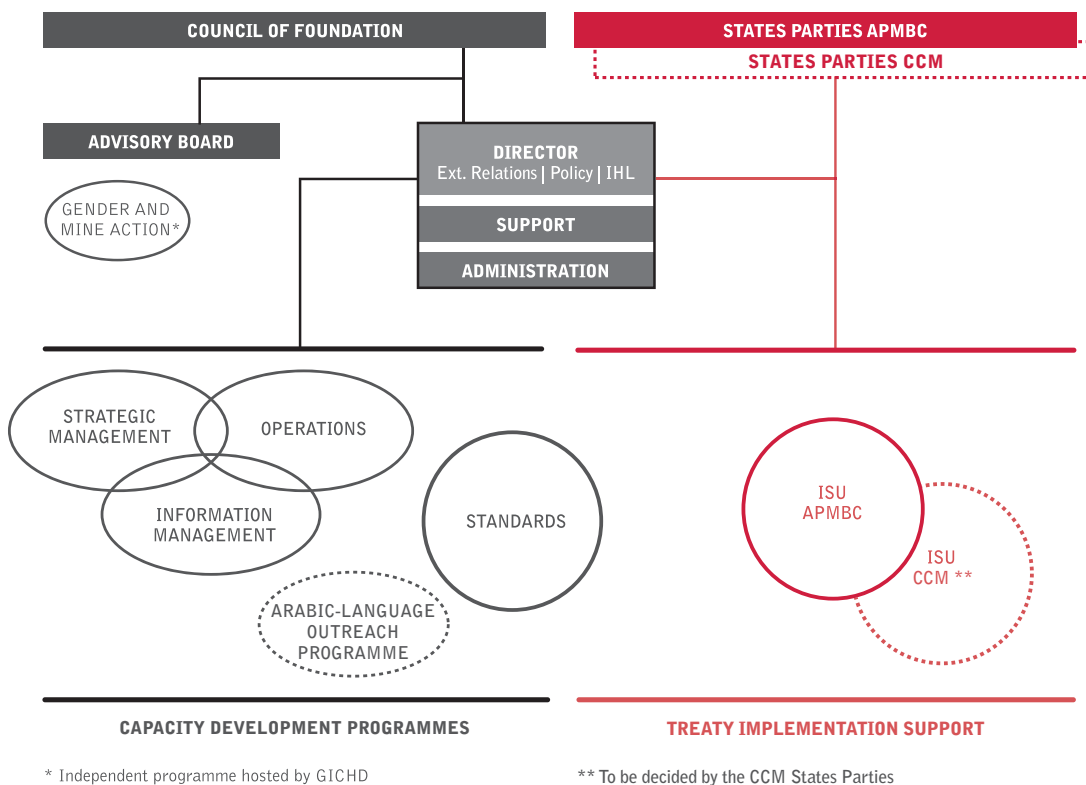 COUNCIL OF FOUNDATION
STATES PARTIES APMBC
STATES PARTIES CCM
ADVISORY BOARD
DIRECTOR
Ext. Relations | Policy | IHL
SUPPORT
ADMINISTRATION
GENDER AND
MINE ACTION*
STRATEGIC
MANAGEMENT
OPERATIONS
INFORMATION
MANAGEMENT
STANDARDS
ARABIC-LANGUAGE
OUTREACH
PROGRAMME
ISU
APMBC
ISU
CCM **
CAPACITY DEVELOPMENT PROGRAMMES
TREATY IMPLEMENTATION SUPPORT
* Independent programme hosted by GICHD
** To be decided by the CCM States Parties